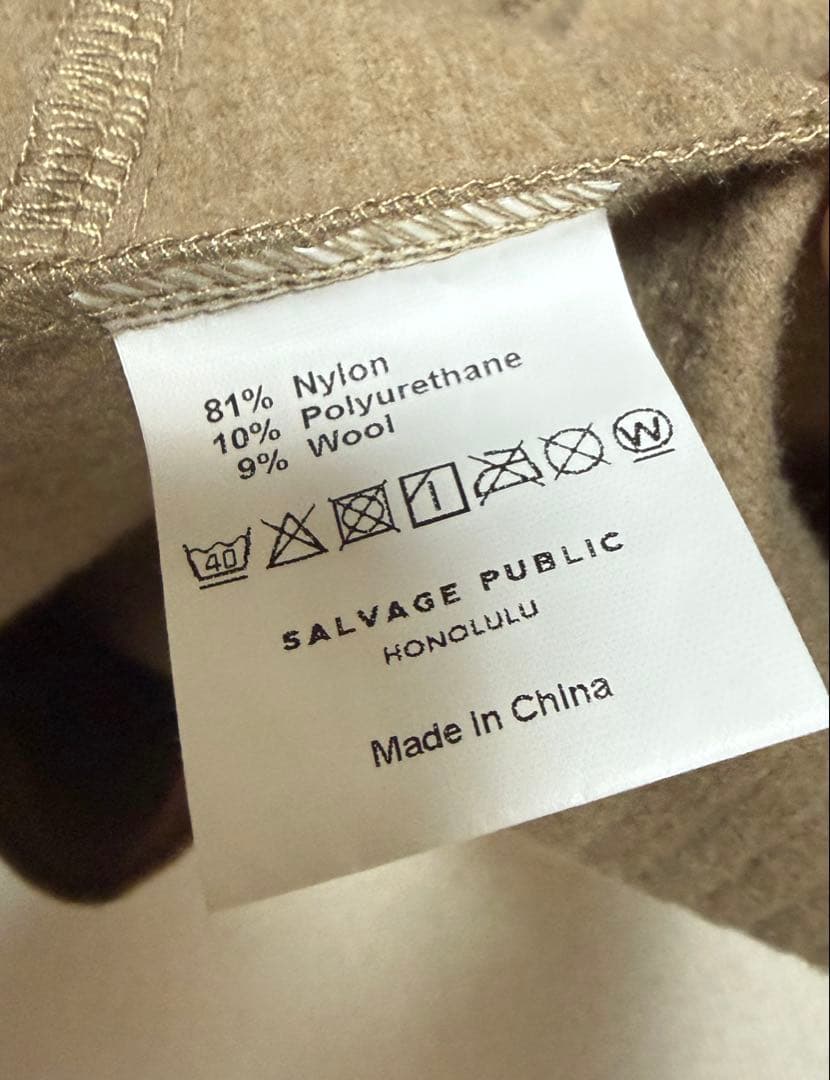 81% Nylon
10% Polyurethane
9% Wool
40
W
SALVAGE PUBLIC
HONOLULU
Made in China